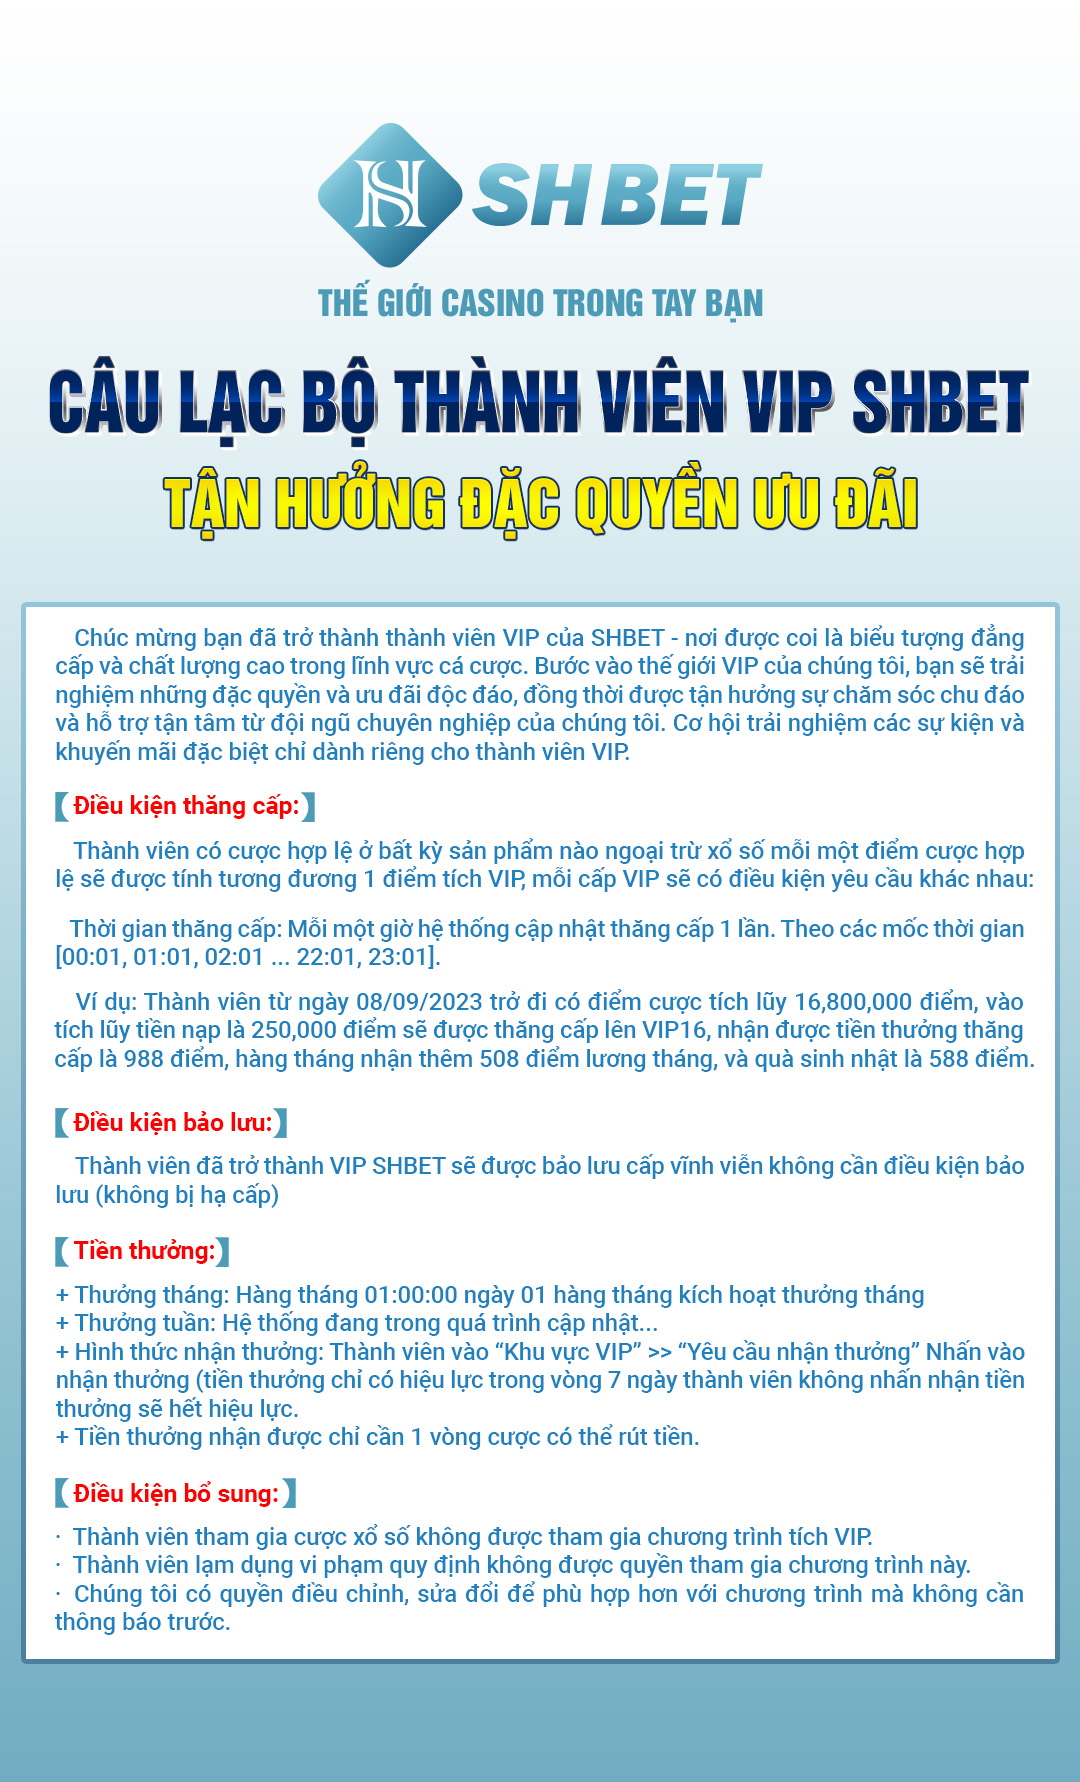 SH SHBET
THẾ GIỚI CASINO TRONG TAY BẠN
CÂU LẠC BỘ THÀNH VIÊN VIP SHBET
TẬN HƯỞNG ĐẶC QUYỀN ƯU ĐÃI
Chúc mừng bạn đã trở thành thành viên VIP của SHBET - nơi được coi là biểu tượng đẳng
cấp và chất lượng cao trong lĩnh vực cá cược. Bước vào thế giới VIP của chúng tôi, bạn sẽ trải
nghiệm những đặc quyền và ưu đãi độc đáo, đồng thời được tận hưởng sự chăm sóc chu đáo
và hỗ trợ tận tâm từ đội ngũ chuyên nghiệp của chúng tôi. Cơ hội trải nghiệm các sự kiện và
khuyến mãi đặc biệt chỉ dành riêng cho thành viên VIP.
【Điều kiện thăng cấp:】
Thành viên có cược hợp lệ ở bất kỳ sản phẩm nào ngoại trừ xổ số mỗi một điểm cược hợp
lệ sẽ được tính tương đương 1 điểm tích VIP, mỗi cấp VIP sẽ có điều kiện yêu cầu khác nhau:
Thời gian thăng cấp: Mỗi một giờ hệ thống cập nhật thăng cấp 1 lần. Theo các mốc thời gian
[00:01, 01:01, 02:01 ... 22:01, 23:01].
Ví dụ: Thành viên từ ngày 08/09/2023 trở đi có điểm cược tích lũy 16,800,000 điểm, vào
tích lũy tiền nạp là 250,000 điểm sẽ được thăng cấp lên VIP16, nhận được tiền thưởng thăng
cấp là 988 điểm, hàng tháng nhận thêm 508 điểm lương tháng, và quà sinh nhật là 588 điểm.
【Điều kiện bảo lưu:】
Thành viên đã trở thành VIP SHBET sẽ được bảo lưu cấp vĩnh viễn không cần điều kiện bảo
lưu (không bị hạ cấp)
【Tiền thưởng:】
+ Thưởng tháng: Hàng tháng 01:00:00 ngày 01 hàng tháng kích hoạt thưởng tháng
+ Thưởng tuần: Hệ thống đang trong quá trình cập nhật...
+ Hình thức nhận thưởng: Thành viên vào “Khu vực VIP” >> “Yêu cầu nhận thưởng” Nhấn vào
nhận thưởng (tiền thưởng chỉ có hiệu lực trong vòng 7 ngày thành viên không nhấn nhận tiền
thưởng sẽ hết hiệu lực.
+ Tiền thưởng nhận được chỉ cần 1 vòng cược có thể rút tiền.
【Điều kiện bổ sung:】
· Thành viên tham gia cược xổ số không được tham gia chương trình tích VIP.
· Thành viên lạm dụng vi phạm quy định không được quyền tham gia chương trình này.
· Chúng tôi có quyền điều chỉnh, sửa đổi để phù hợp hơn với chương trình mà không cần
thông báo trước.